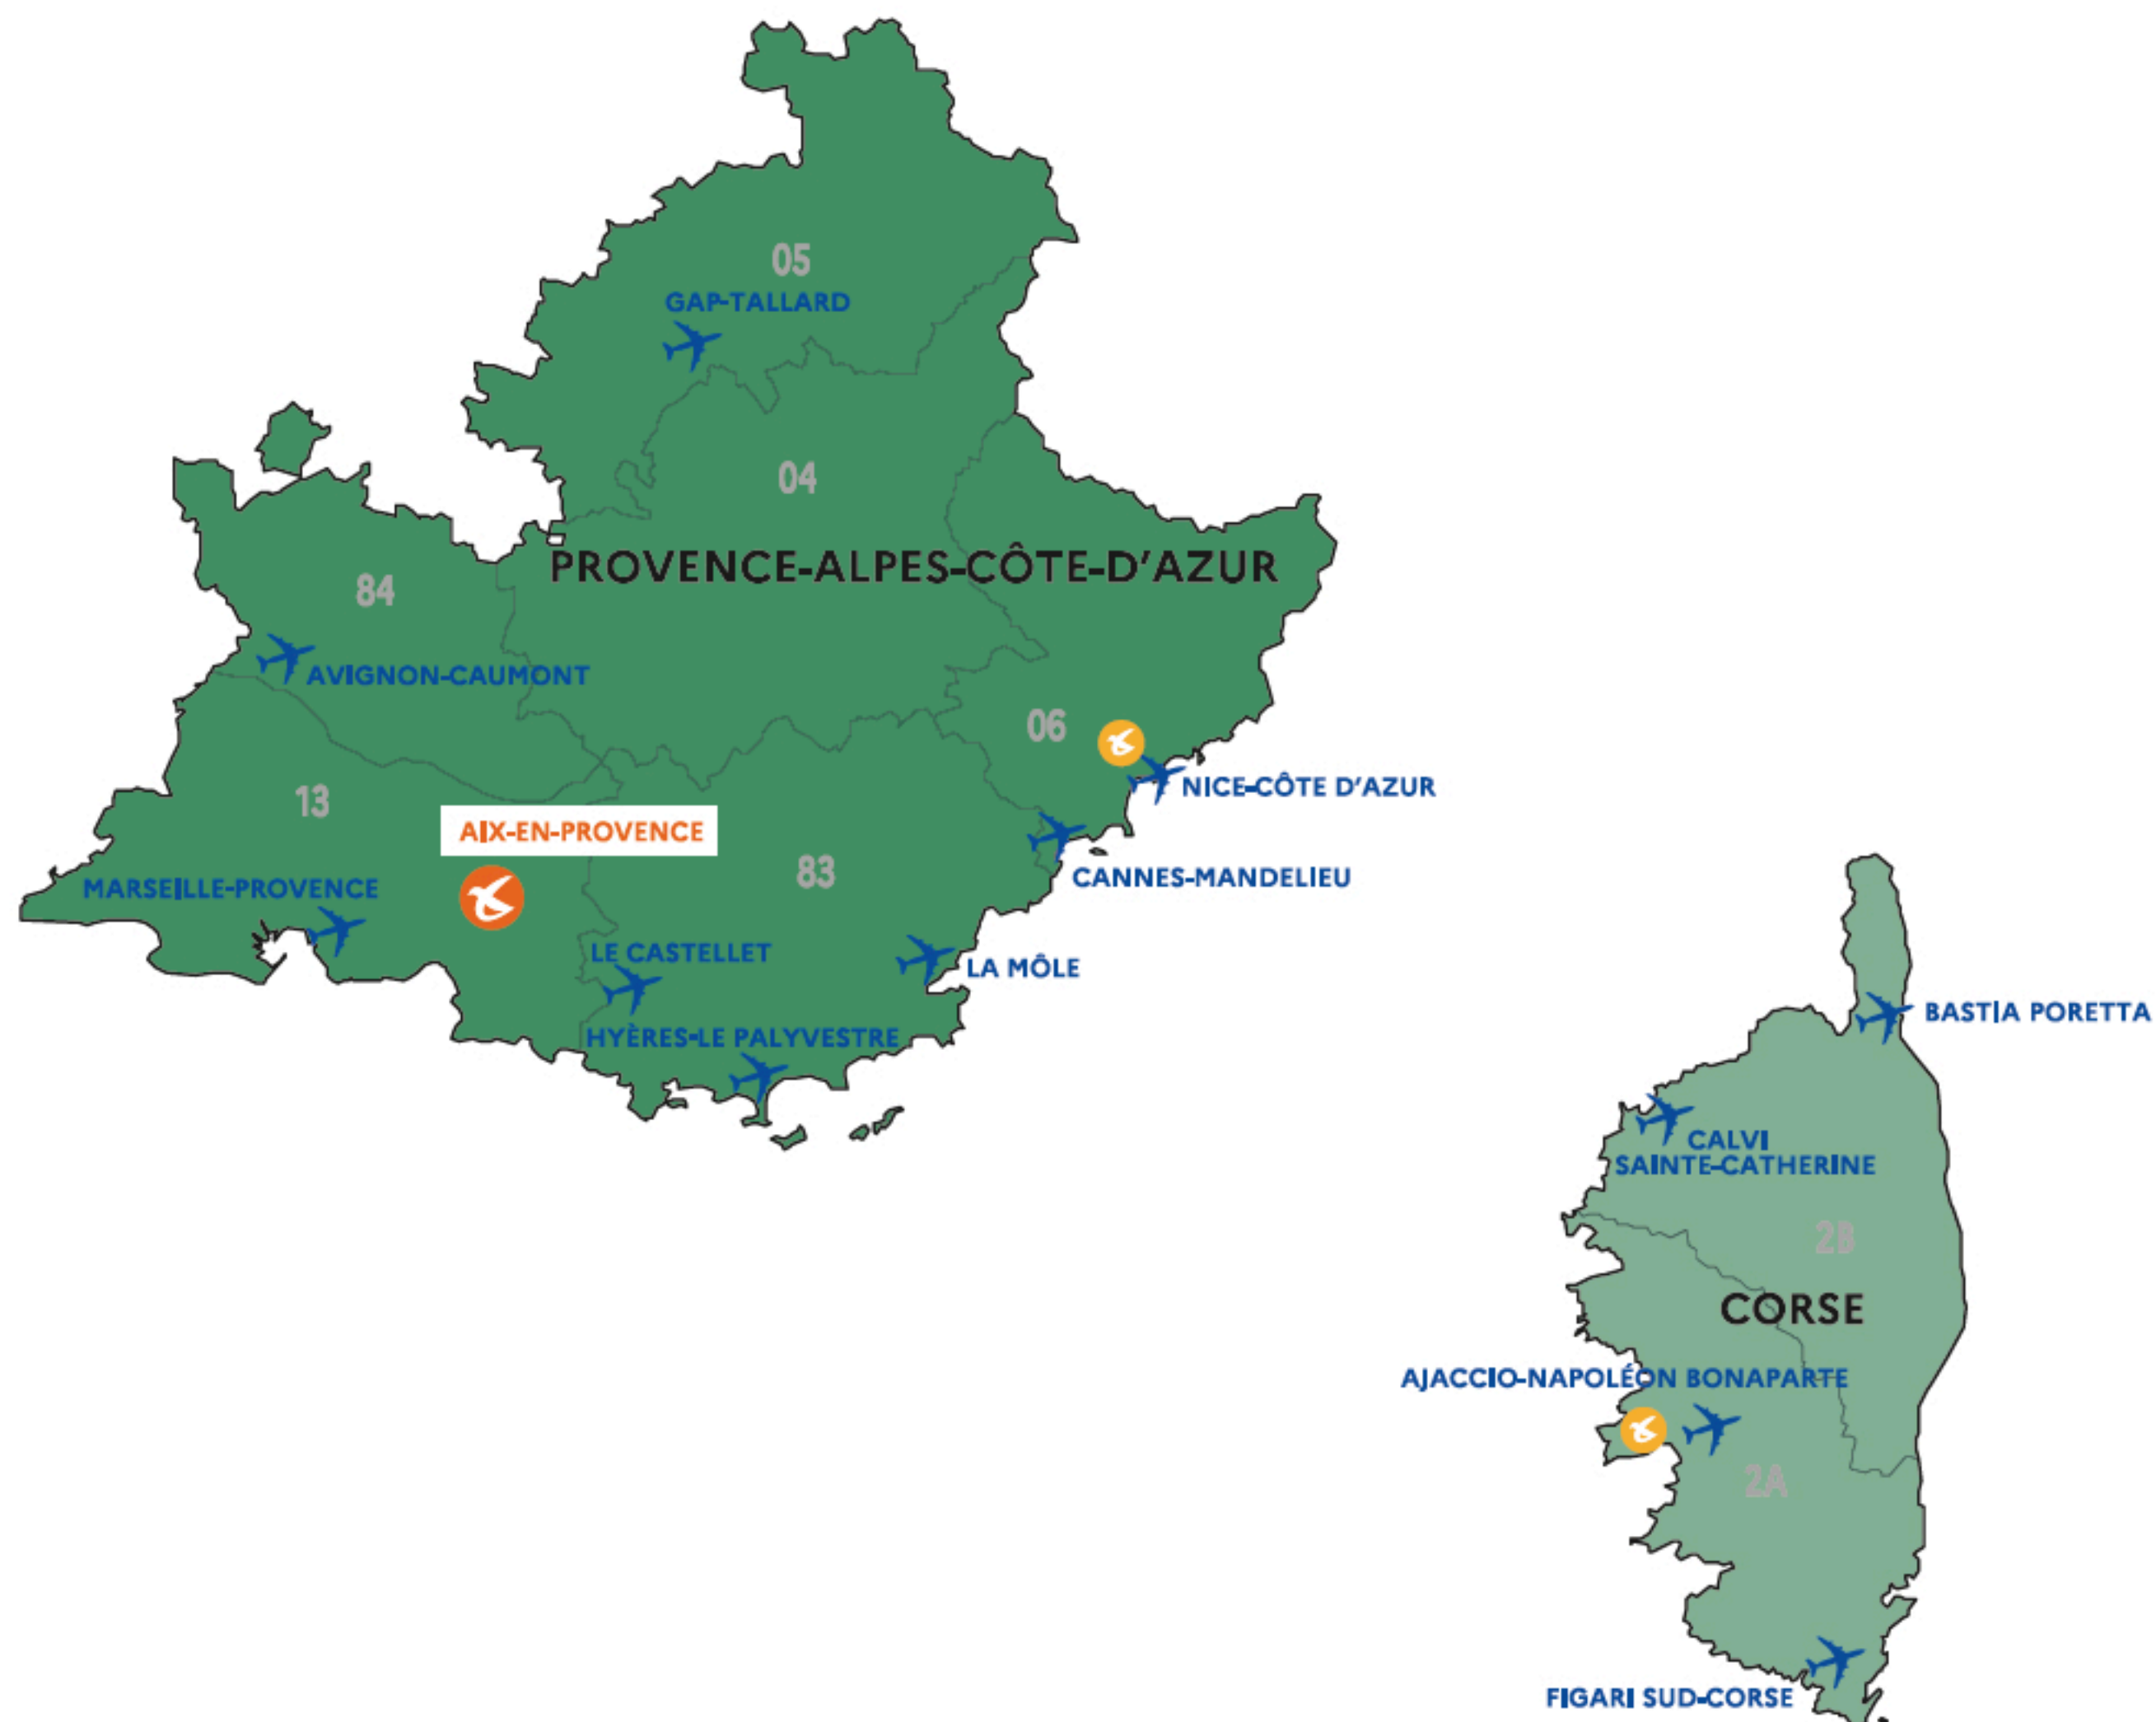 05
GAP-TALLARD
04
PROVENCE-ALPES-CÔTE-D'AZUR
84
AVIGNON-CAUMONT
06
NICE-CÔTE D'AZUR
13
AIX-EN-PROVENCE
83
CANNES-MANDELIEU
MARSEILLE-PROVENCE
LE CASTELLET
LA MÔLE
HYÈRES-LE PALYVESTRE
BASTIA PORETTA
CALVI
SAINTE-CATHERINE
2B
CORSE
AJACCIO-NAPOLÉON BONAPARTE
2A
FIGARI SUD-CORSE